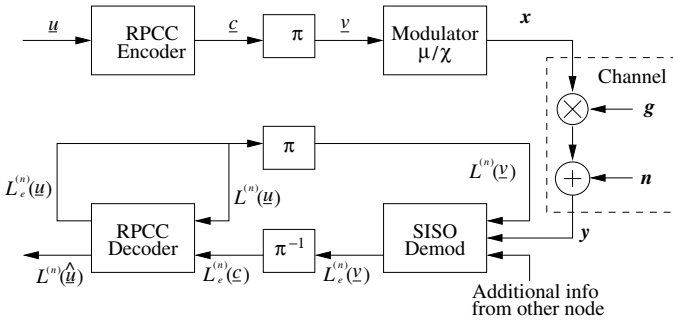 u RPCC c π v Modulator x
Encoder μ/χ
Channel
g
π
L_e^(n)(u) L^(n)(u) L^(n)(v)
n
RPCC π⁻¹ SISO y
Decoder Demod
L^(n)(û) L_e^(n)(c) L_e^(n)(v)
Additional info
from other node